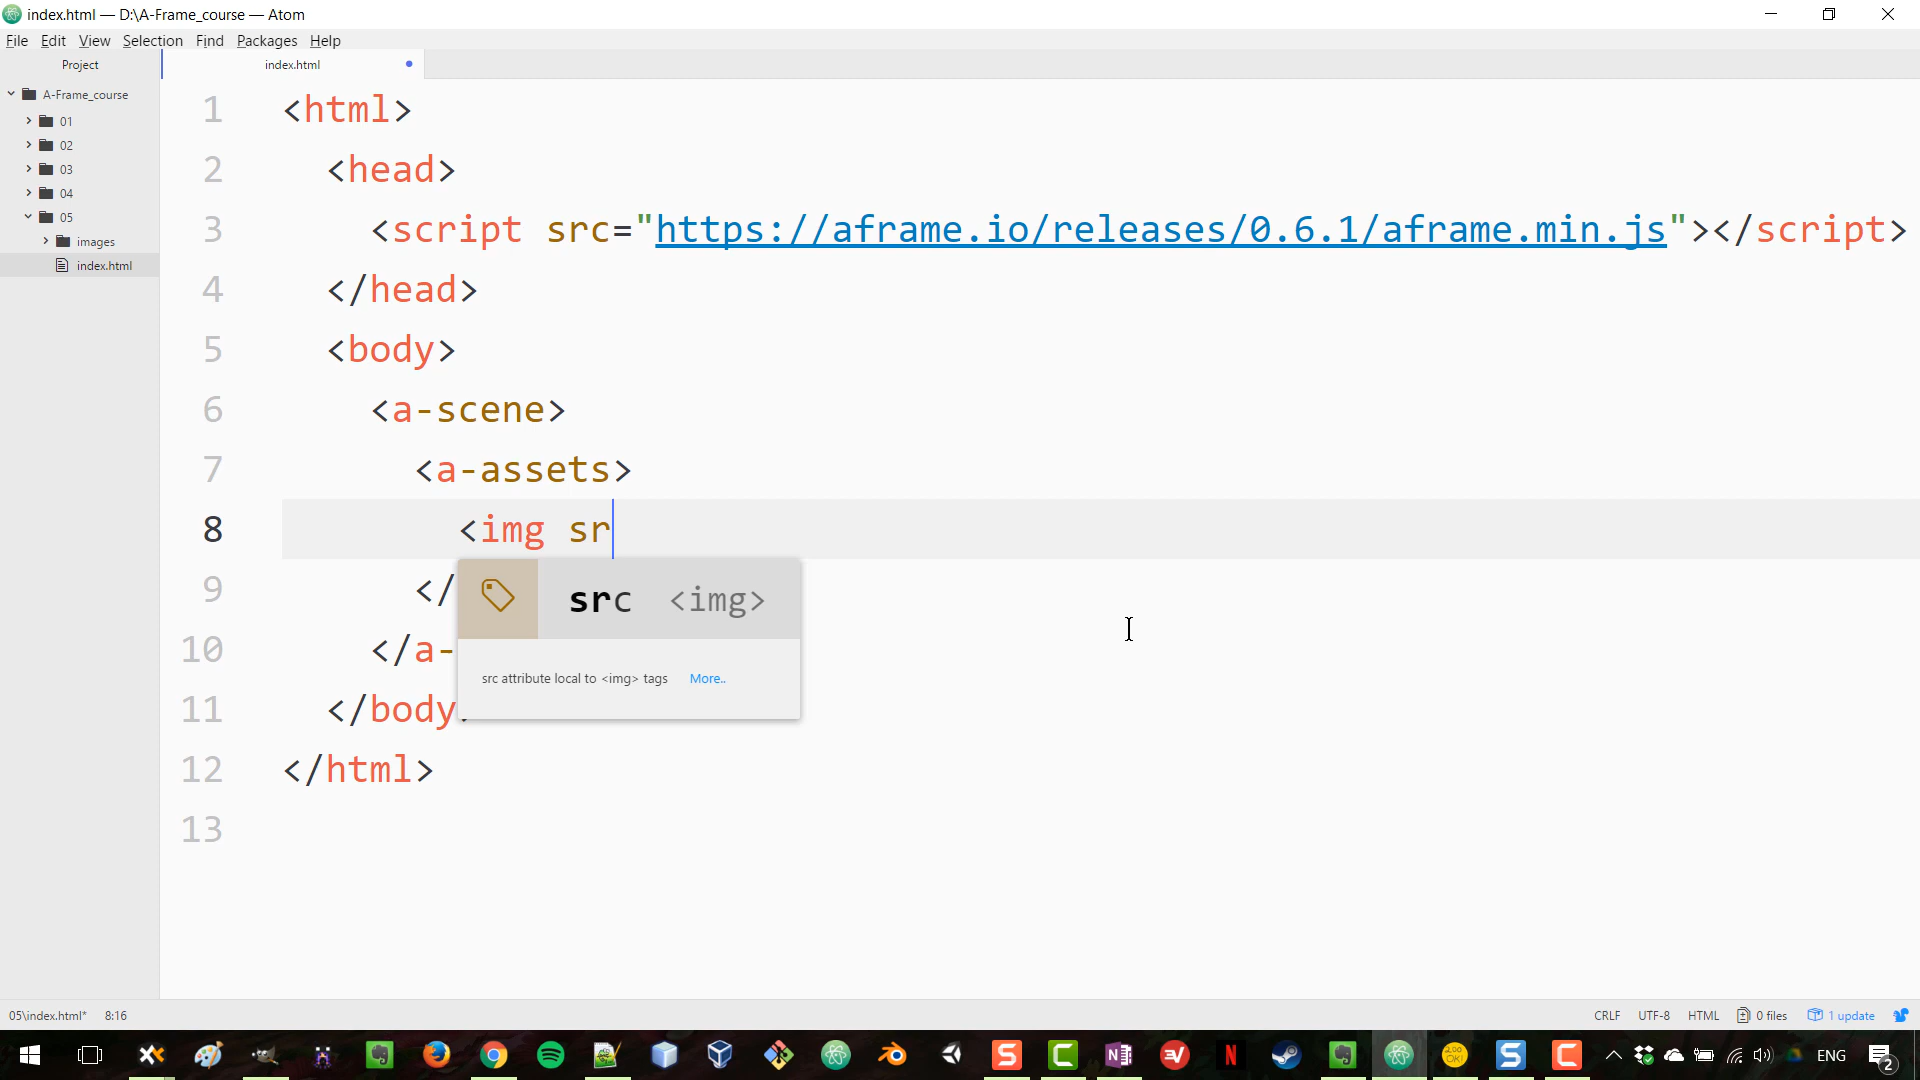 index.html — D:\A-Frame_course — Atom
File Edit View Selection Find Packages Help
Project
index.html
A-Frame_course
01
02
03
04
05
images
index.html
1 <html>
2 <head>
3 <script src="https://aframe.io/releases/0.6.1/aframe.min.js"></script>
4 </head>
5 <body>
6 <a-scene>
7 <a-assets>
8 <img sr
9 </
src <img>
10 </a-
src attribute local to <img> tags More..
11 </body
12 </html>
13
05\index.html* 8:16 CRLF UTF-8 HTML 0 files 1 update
ENG 2